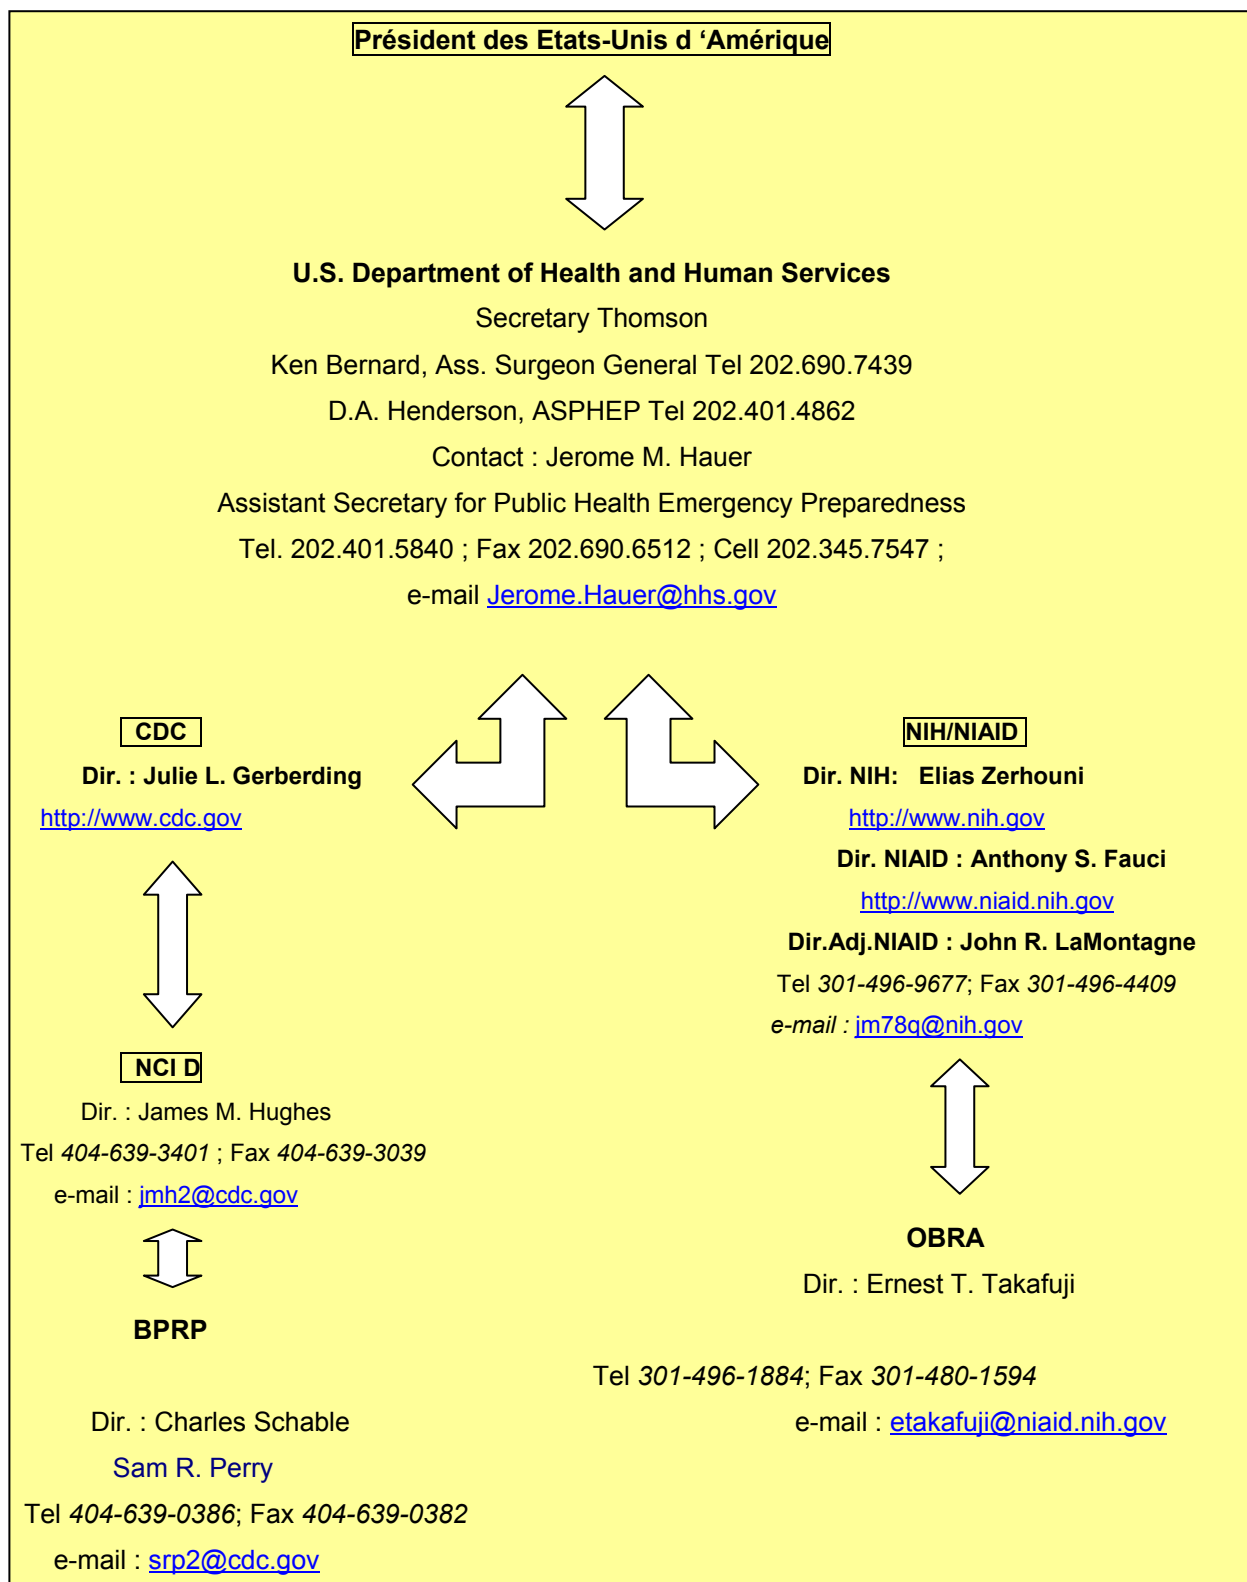 Président des Etats-Unis d ‘Amérique
U.S. Department of Health and Human Services
Secretary Thomson
Ken Bernard, Ass. Surgeon General Tel 202.690.7439
D.A. Henderson, ASPHEP Tel 202.401.4862
Contact : Jerome M. Hauer
Assistant Secretary for Public Health Emergency Preparedness
Tel. 202.401.5840 ; Fax 202.690.6512 ; Cell 202.345.7547 ;
e-mail Jerome.Hauer@hhs.gov
CDC
Dir. : Julie L. Gerberding
http://www.cdc.gov
NCI D
Dir. : James M. Hughes
Tel 404-639-3401 ; Fax 404-639-3039
e-mail : jmh2@cdc.gov
BPRP
Dir. : Charles Schable
Sam R. Perry
Tel 404-639-0386; Fax 404-639-0382
e-mail : srp2@cdc.gov
NIH/NIAID
Dir. NIH: Elias Zerhouni
http://www.nih.gov
Dir. NIAID : Anthony S. Fauci
http://www.niaid.nih.gov
Dir.Adj.NIAID : John R. LaMontagne
Tel 301-496-9677; Fax 301-496-4409
e-mail : jm78q@nih.gov
OBRA
Dir. : Ernest T. Takafuji
Tel 301-496-1884; Fax 301-480-1594
e-mail : etakafuji@niaid.nih.gov